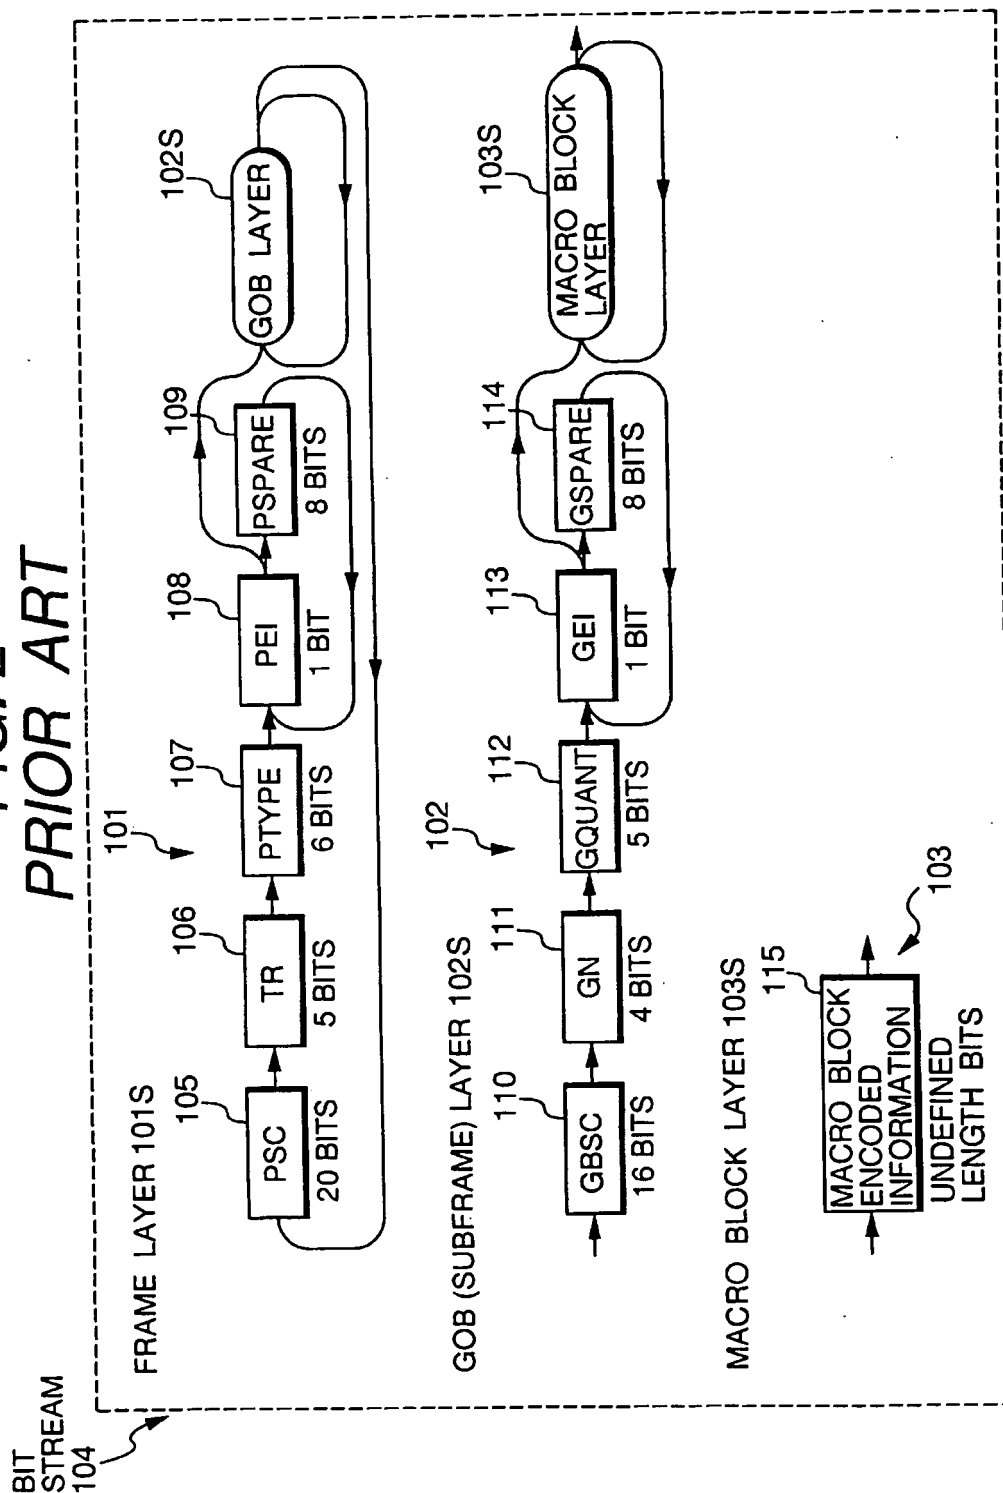 PRIOR ART
BIT
STREAM
104
FRAME LAYER 101S
101
105
PSC
20 BITS
106
TR
5 BITS
107
PTYPE
6 BITS
108
PEI
1 BIT
109
PSPARE
8 BITS
102S
GOB LAYER
GOB (SUBFRAME) LAYER 102S
102
110
GBSC
16 BITS
111
GN
4 BITS
112
GQUANT
5 BITS
113
GEI
1 BIT
114
GSPARE
8 BITS
103S
MACRO BLOCK
LAYER
MACRO BLOCK LAYER 103S
115
MACRO BLOCK
ENCODED
INFORMATION
UNDEFINED
LENGTH BITS
103